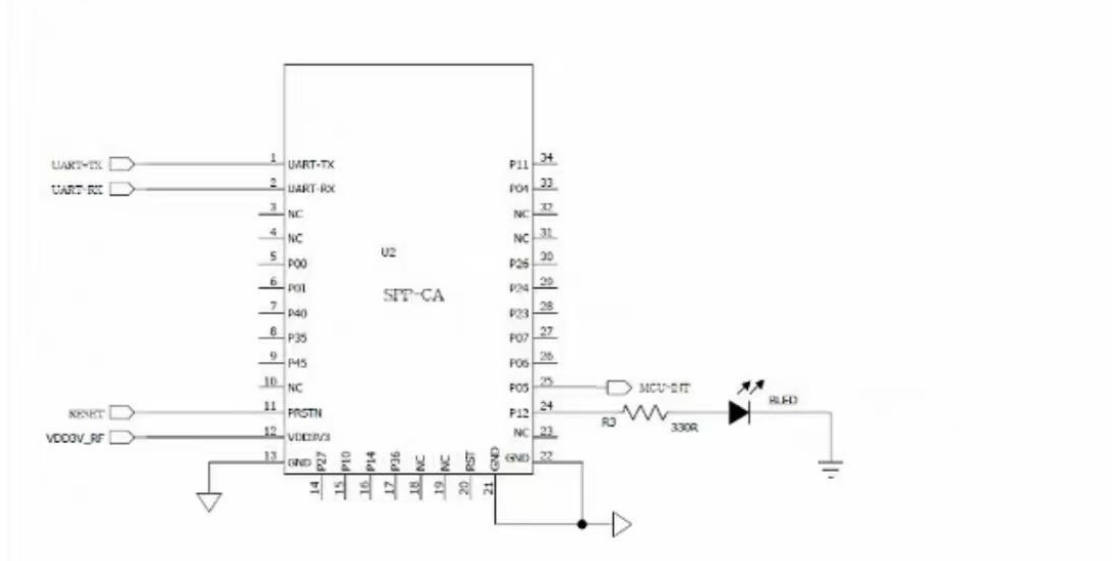 UART-TX 1 UART-TX P11 34
UART-RX 2 UART-RX P04 33
3 NC NC 32
4 NC NC 31
U2
5 P00 P26 30
6 P01 P24 29
SPP-CA
7 P40 P23 28
8 P35 P07 27
9 P45 P06 26
10 NC P05 25 MCU-INT
RESET 11 PRSTN P12 24 R3 330R BLED
VDD3V_RF 12 VDD3V3 NC 23
13 GND GND 22
P27 P10 P14 P36 NC NC RST GND
14 15 16 17 18 19 20 21